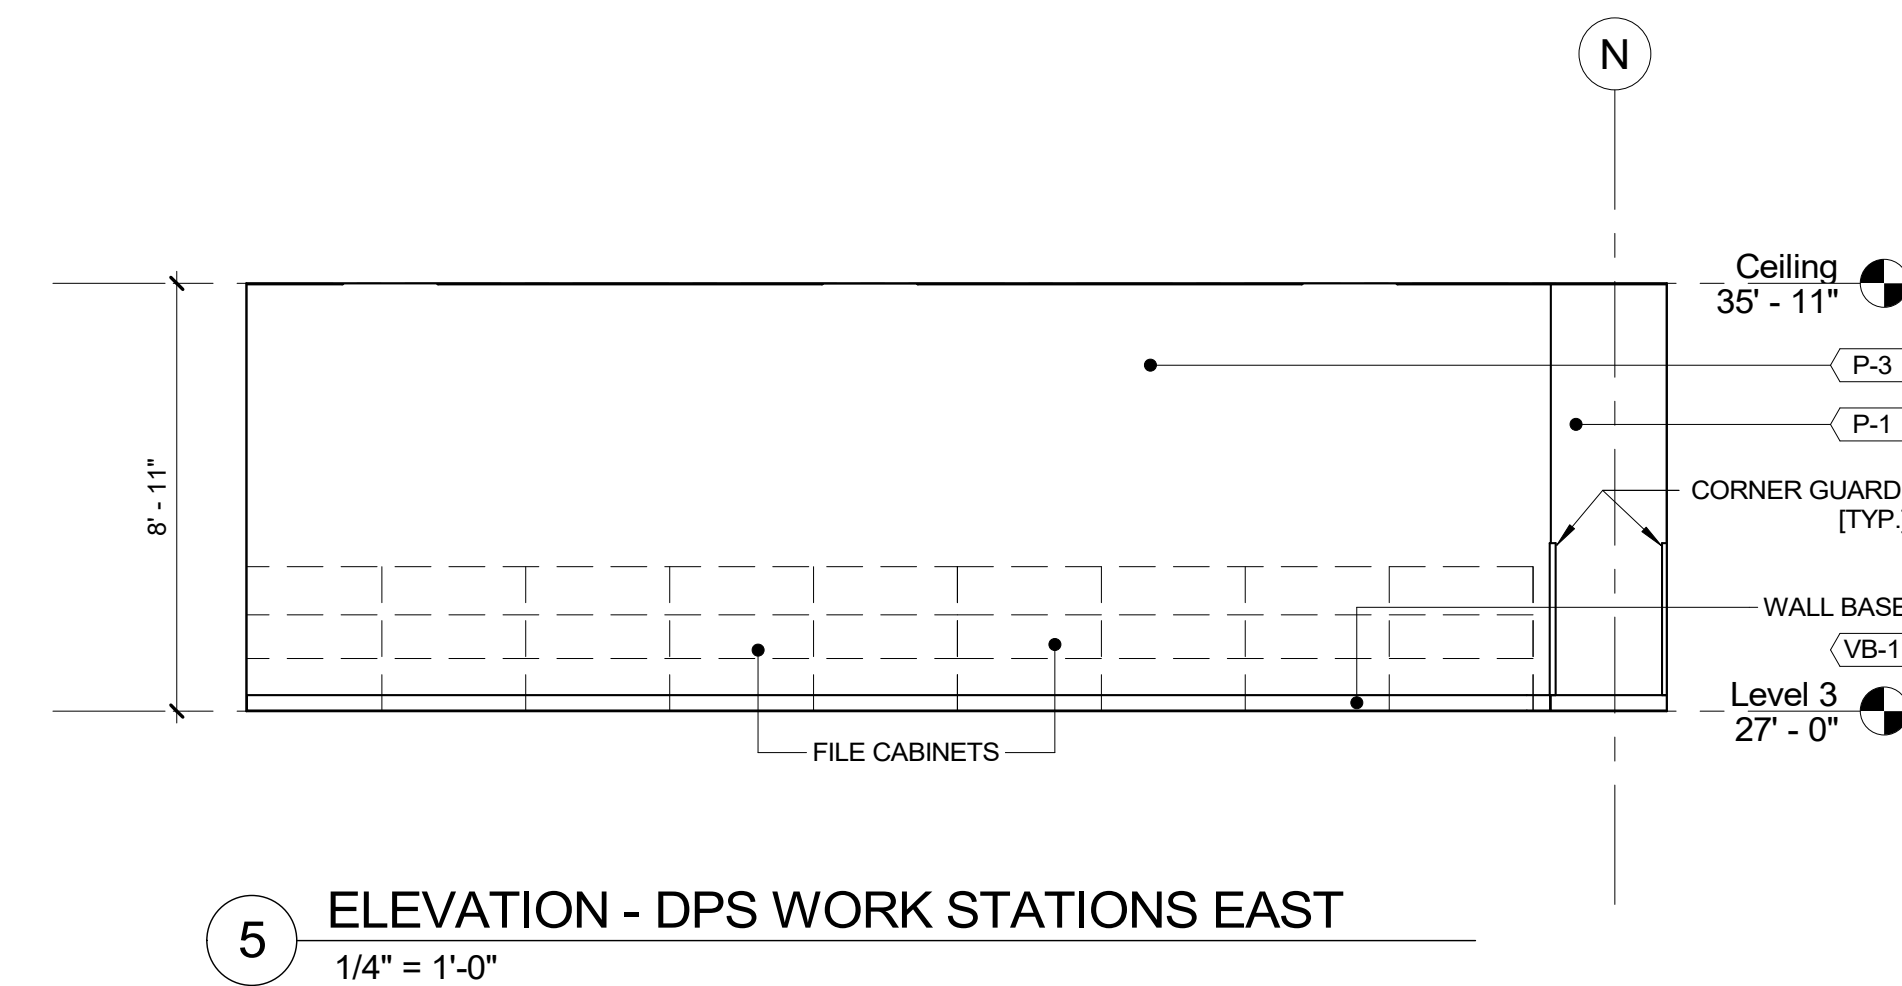 N
Ceiling
35' - 11"
P-3
P-1
8' - 11"
CORNER GUARD
[TYP.]
WALL BASE
VB-1
Level 3
27' - 0"
FILE CABINETS
5
ELEVATION - DPS WORK STATIONS EAST
1/4" = 1'-0"